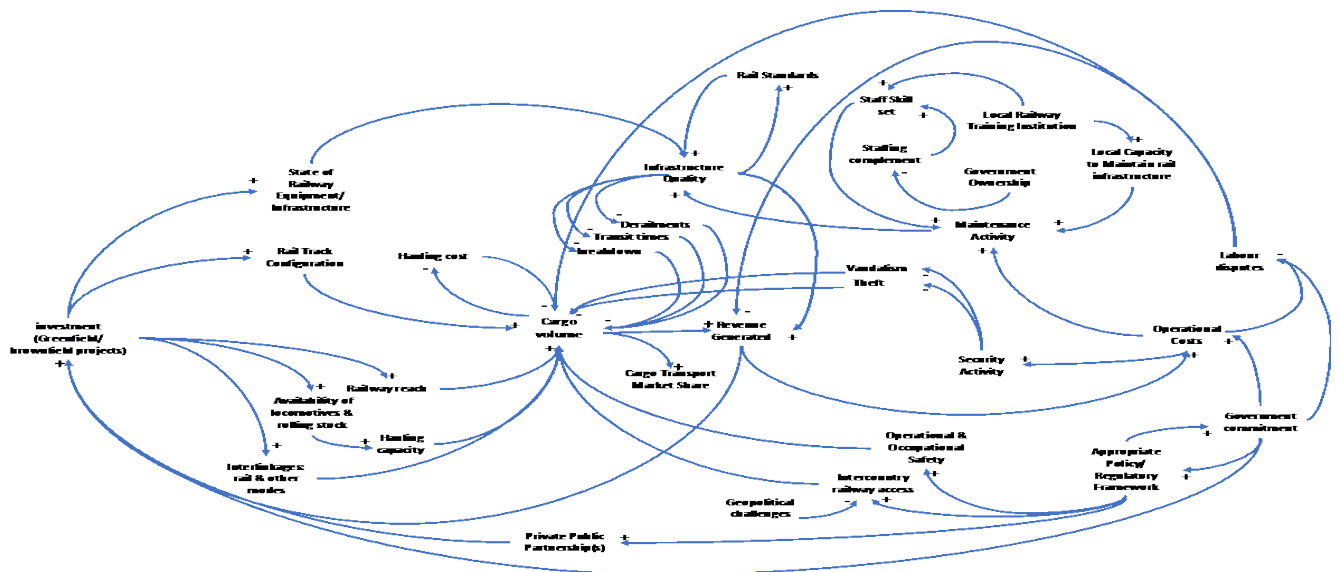 Rail Standards
Staff Skill
set
Local Railway
Training Institution
Staffing
complement
Local Capacity
to Maintain rail
infrastructure
Government
Ownership
Infrastructure
Quality
State of
Railway
Equipment/
Infrastructure
Derailments
Transit times
breakdown
Maintenance
Activity
Rail Track
Configuration
Hauling cost
Vandalism
Theft
Labour
disputes
investment
(Greenfield/
brownfield projects)
Cargo
volume
Revenue
Generated
Operational
Costs
Security
Activity
Cargo Transport
Market Share
Railway reach
Availability of
locomotives &
rolling stock
Hauling
capacity
Interlinkages:
rail & other
modes
Operational &
Occupational
Safety
Government
commitment
Appropriate
Policy/
Regulatory
Framework
Intercountry
railway access
Geopolitical
challenges
Private Public
Partnership(s)